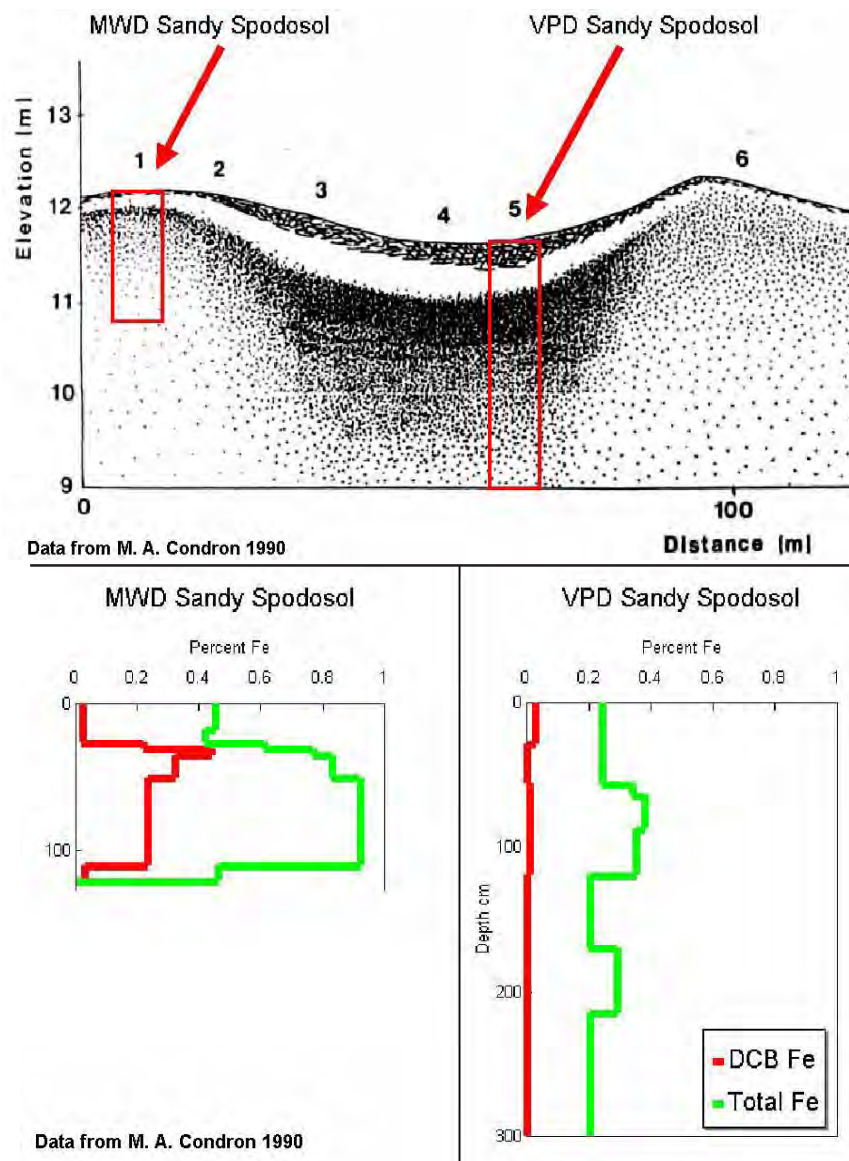 MWD Sandy Spodosol
VPD Sandy Spodosol
Elevation (m)
13
12
11
10
9
1
2
3
4
5
6
0
100
Data from M. A. Condron 1990
Distance (m)
MWD Sandy Spodosol
Percent Fe
0 0.2 0.4 0.6 0.8 1
0
100
Data from M. A. Condron 1990
VPD Sandy Spodosol
Percent Fe
0 0.2 0.4 0.6 0.8 1
0
100
200
300
Depth cm
DCB Fe
Total Fe